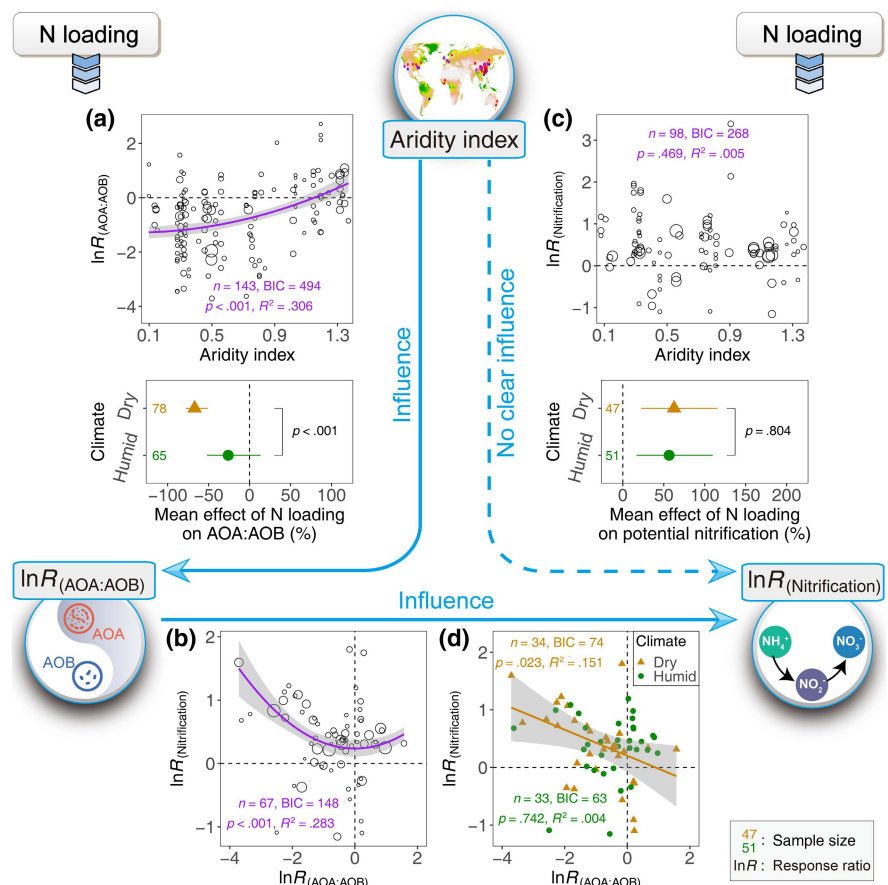 N loading
N loading
Aridity index
(a)
2
0
−2
−4
lnR(AOA:AOB)
n = 143, BIC = 494
p < .001, R² = .306
0.1 0.5 0.9 1.3
Aridity index
(c)
3
2
1
0
−1
lnR(Nitrification)
n = 98, BIC = 268
p = .469, R² = .005
0.1 0.5 0.9 1.3
Aridity index
Influence
No clear influence
Climate
Dry
Humid
78
65
p < .001
−100 −50 0 50 100
Mean effect of N loading
on AOA:AOB (%)
Climate
Dry
Humid
47
51
p = .804
0 50 100 150 200
Mean effect of N loading
on potential nitrification (%)
lnR(AOA:AOB)
AOA
AOB
Influence
lnR(Nitrification)
NH₄⁺
NO₂⁻
NO₃⁻
(b)
2
1
0
−1
lnR(Nitrification)
n = 67, BIC = 148
p < .001, R² = .283
−4 −2 0 2
lnR(AOA:AOB)
(d)
n = 34, BIC = 74
p = .023, R² = .151
Climate
Dry
Humid
2
1
0
−1
lnR(Nitrification)
n = 33, BIC = 63
p = .742, R² = .004
−4 −2 0 2
lnR(AOA:AOB)
47
51 : Sample size
lnR : Response ratio